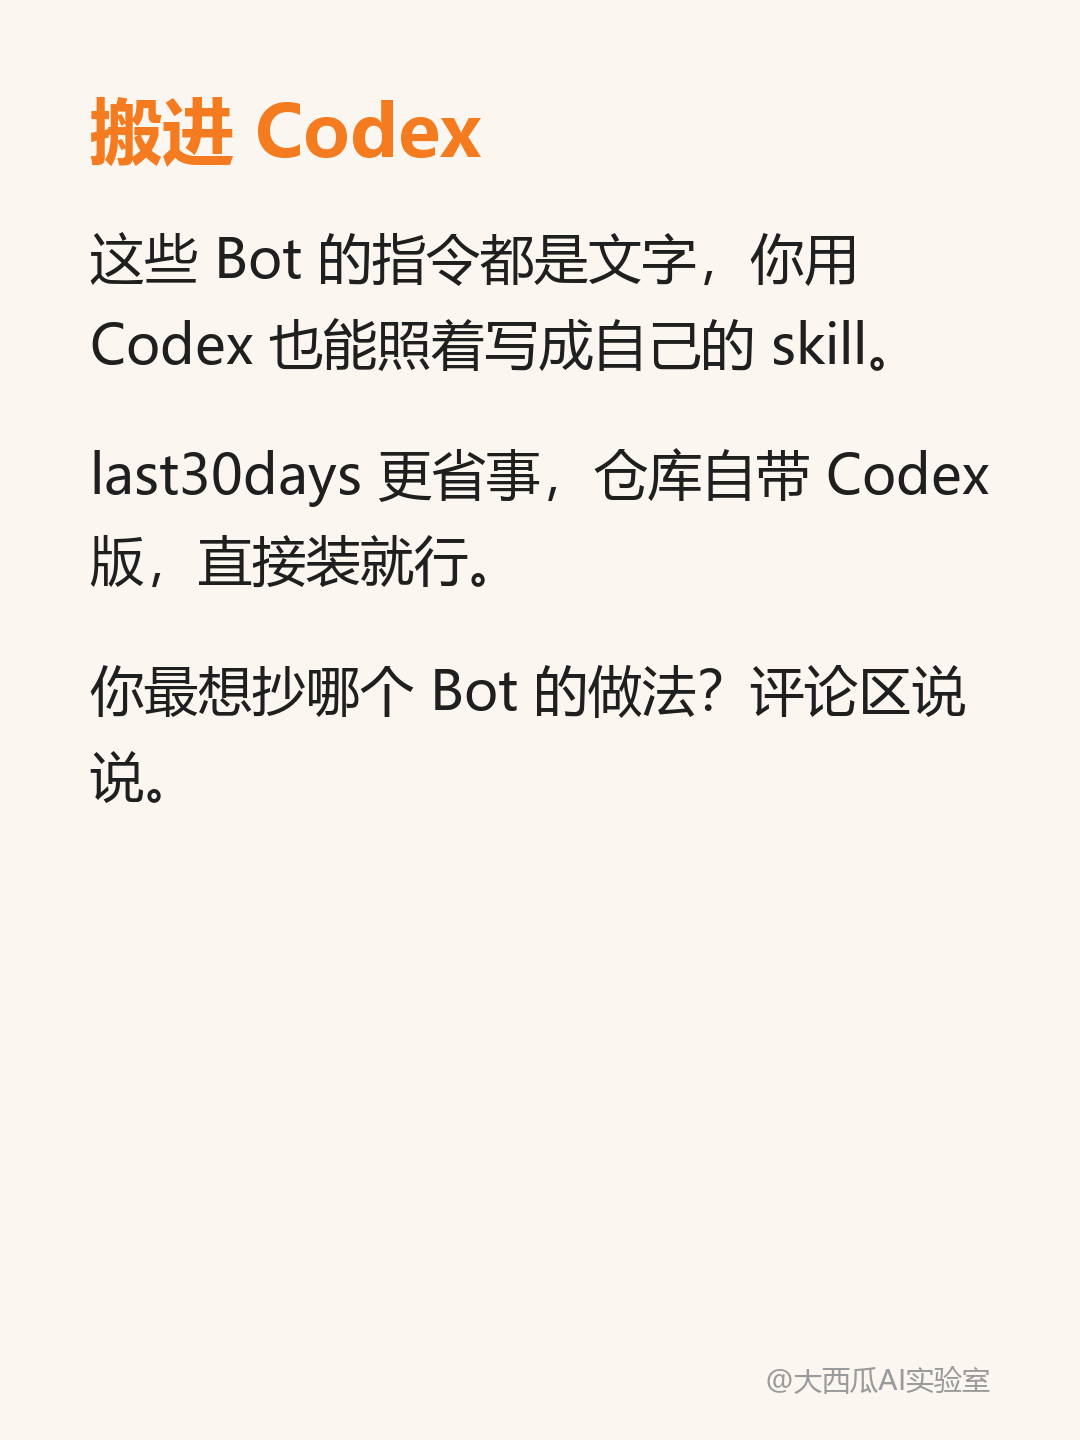 搬进 Codex
这些 Bot 的指令都是文字，你用
Codex 也能照着写成自己的 skill。
last30days 更省事，仓库自带 Codex
版，直接装就行。
你最想抄哪个 Bot 的做法？评论区说
说。
@大西瓜AI实验室